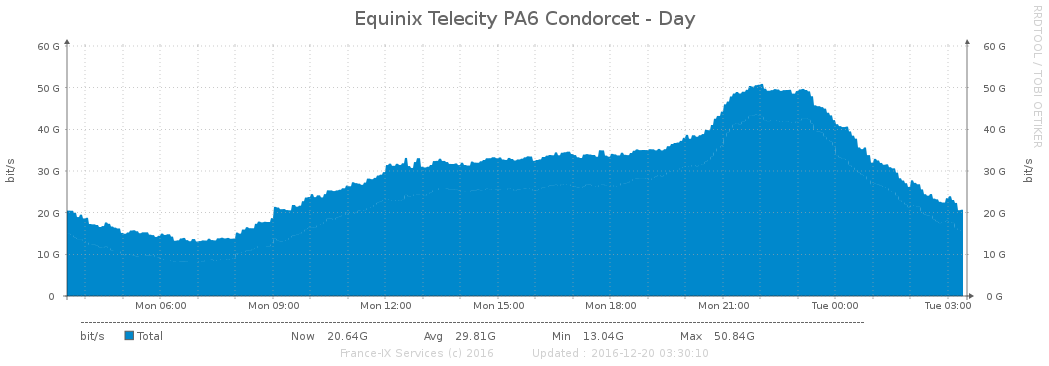 Equinix Telecity PA6 Condorcet - Day
RRDTOOL / TOBI OETIKER
bit/s
60 G 60 G
50 G 50 G
40 G 40 G
30 G 30 G
20 G 20 G
10 G 10 G
0 0 G
bit/s
Mon 06:00 Mon 09:00 Mon 12:00 Mon 15:00 Mon 18:00 Mon 21:00 Tue 00:00 Tue 03:00
bit/s Total Now 20.64G Avg 29.81G Min 13.04G Max 50.84G
France-IX Services (c) 2016 Updated : 2016-12-20 03:30:10